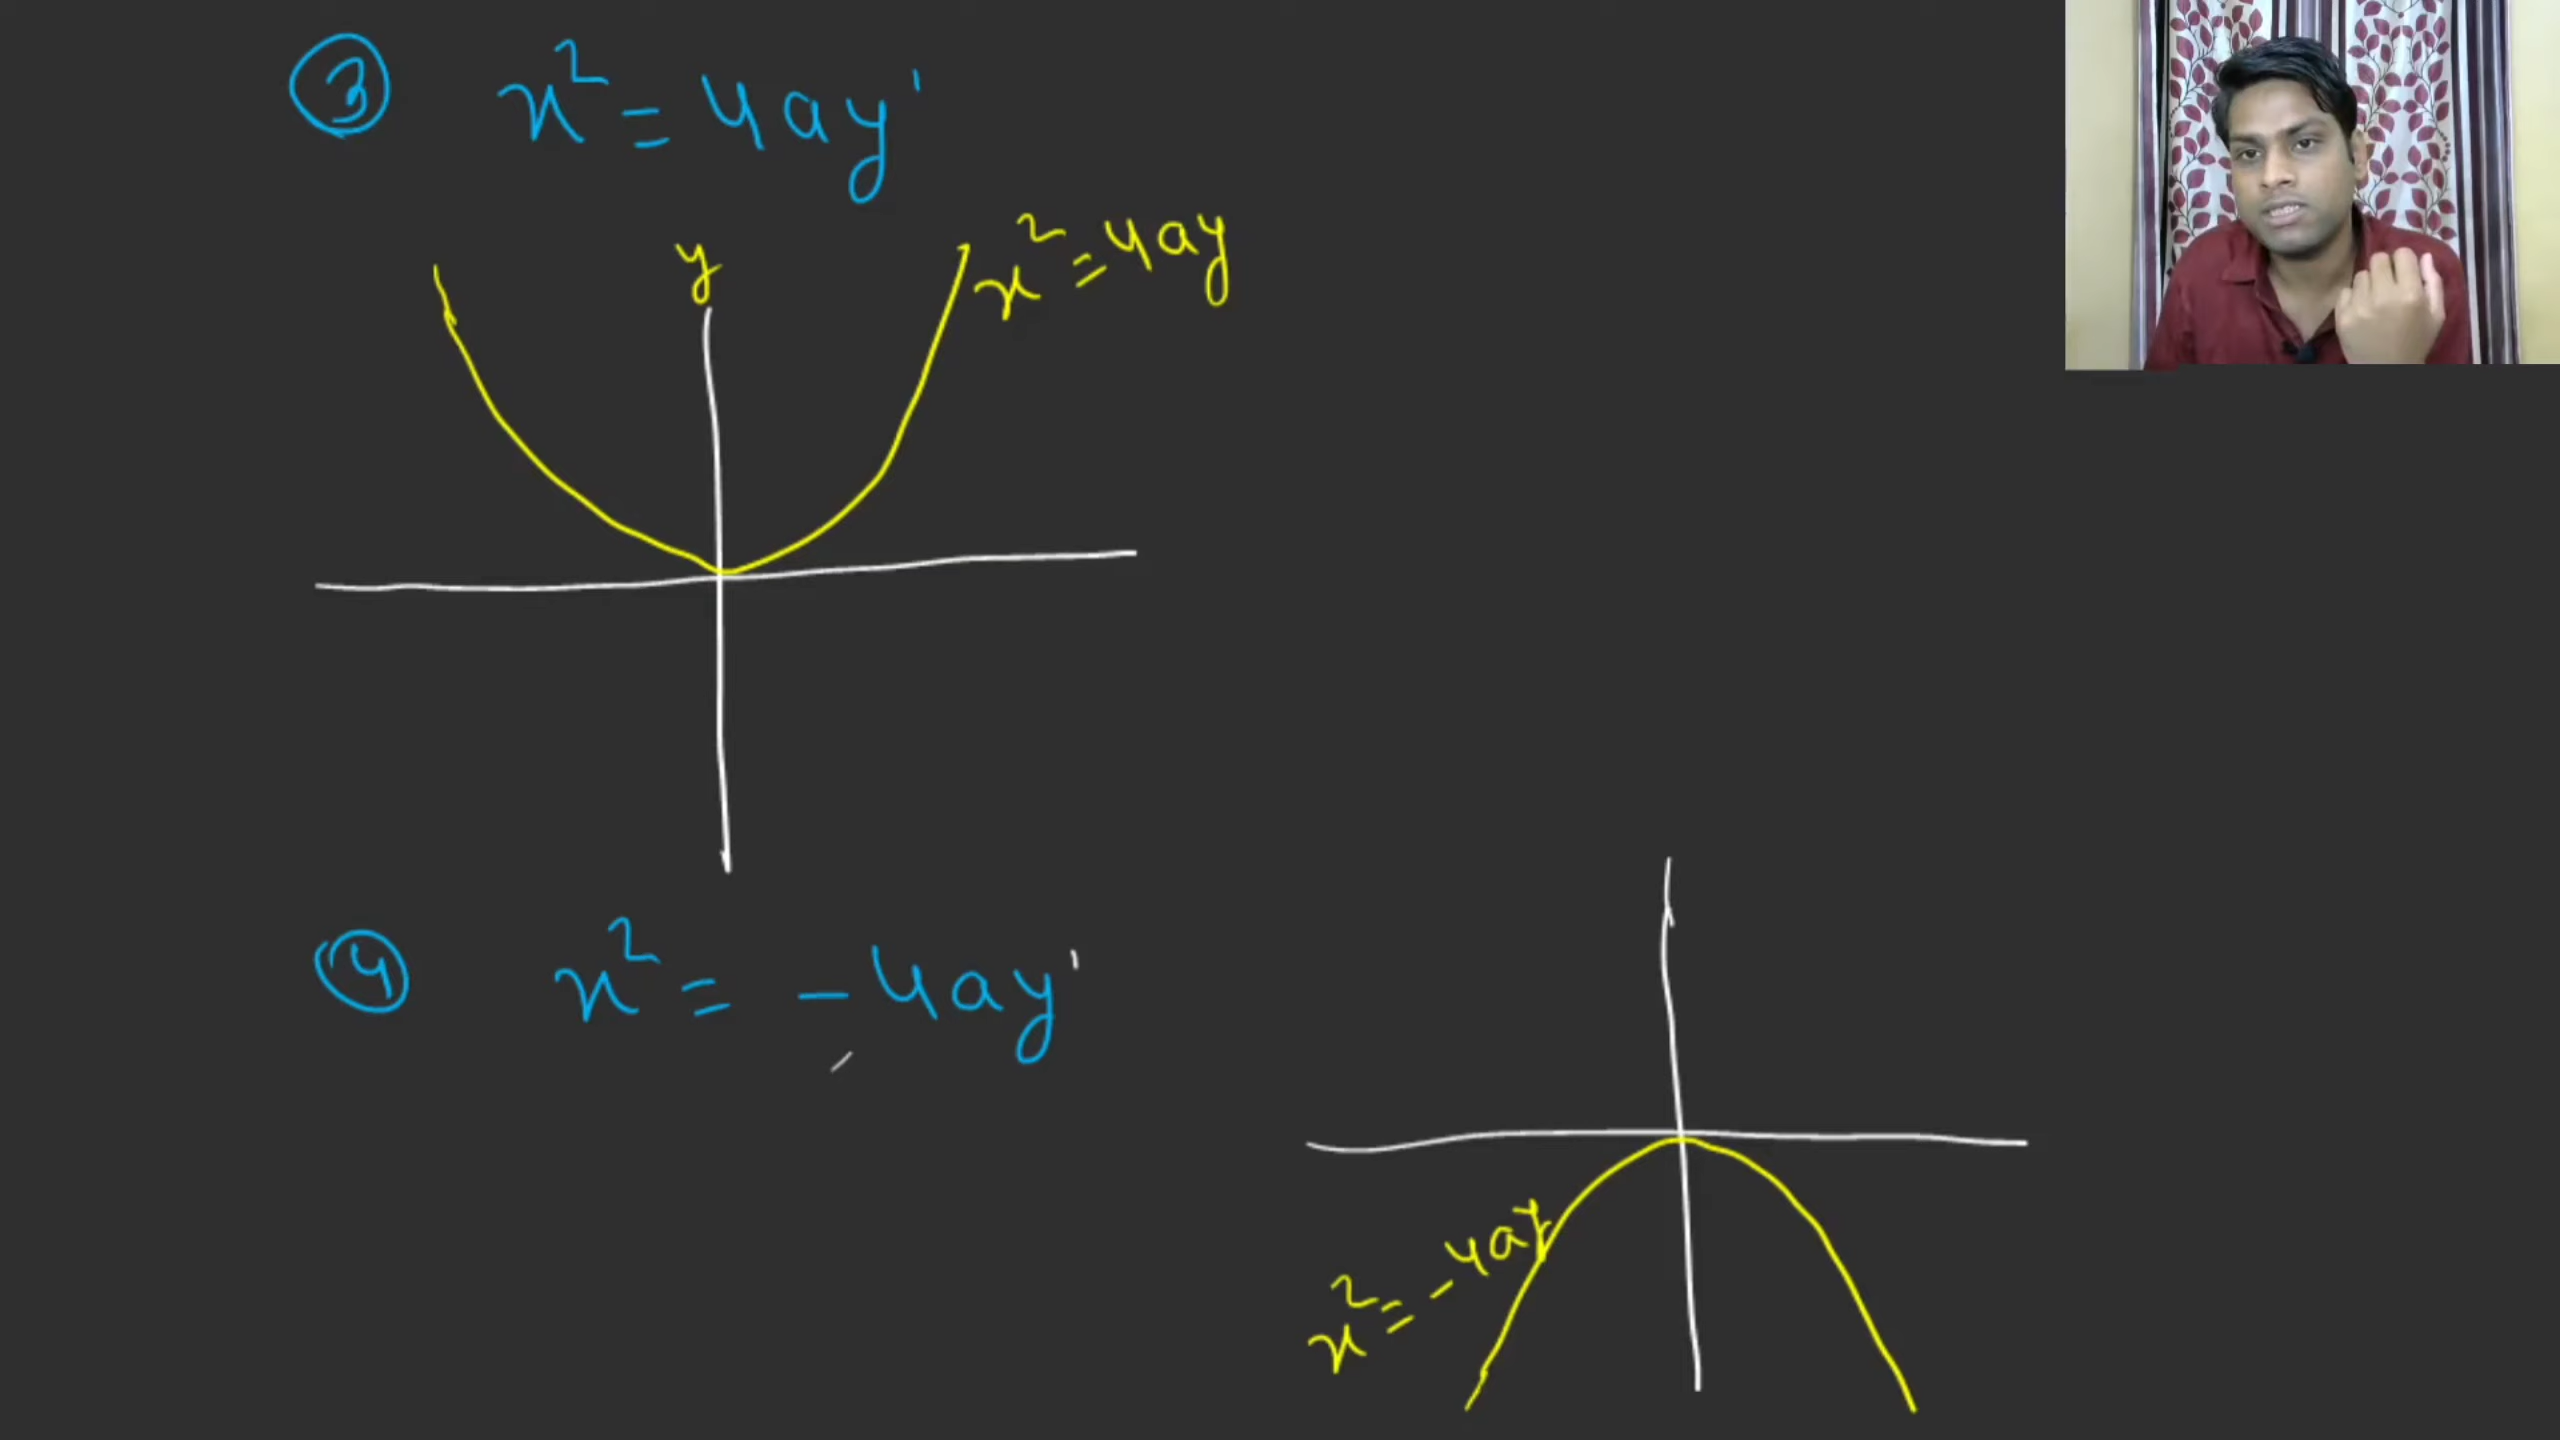 ③ x² = 4ay'
y
x² = 4ay
④ x² = -4ay'
x² = -4ay